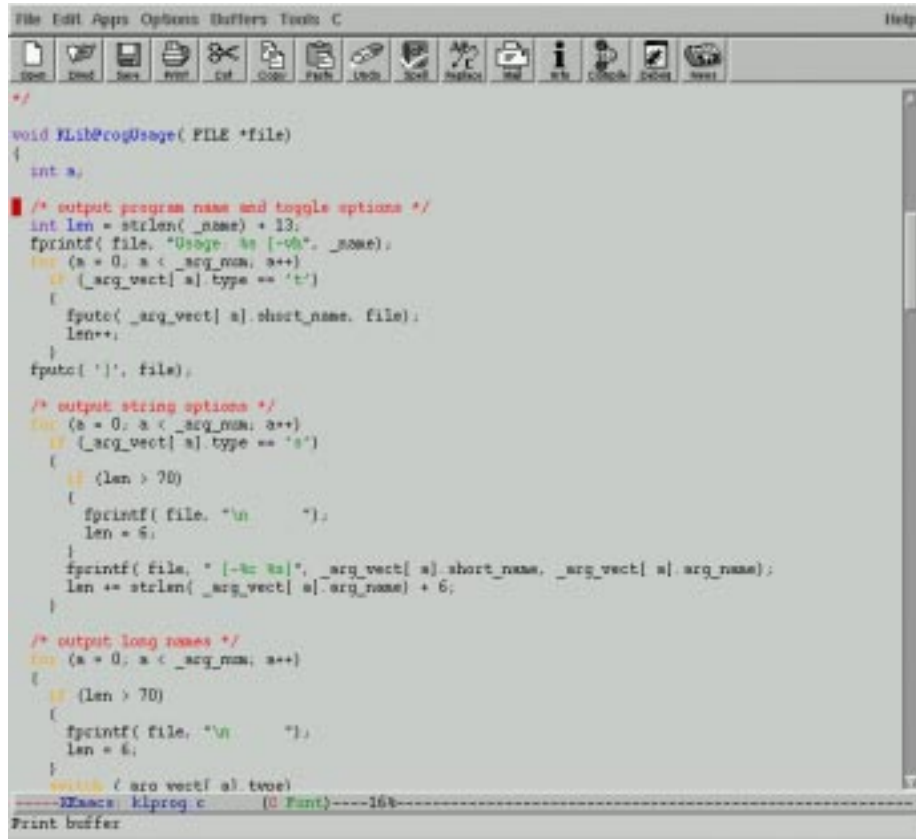 File Edit Apps Options Buffers Tools C Help
Open Dired Save Print Cut Copy Paste Undo Spell Replace Mail Info Compile Debug News
*/
void KLibProgUsage( FILE *file)
{
int a;
/* output program name and toggle options */
int len = strlen( _name) + 13;
fprintf( file, "Usage: %s [-vh", _name);
for (a = 0; a < _arg_num; a++)
if (_arg_vect[ a].type == 't')
{
fputc( _arg_vect[ a].short_name, file);
len++;
}
fputc( ']', file);
/* output string options */
for (a = 0; a < _arg_num; a++)
if (_arg_vect[ a].type == 's')
{
if (len > 70)
{
fprintf( file, "\n      ");
len = 6;
}
fprintf( file, " [-%c %s]", _arg_vect[ a].short_name, _arg_vect[ a].arg_name);
len += strlen( _arg_vect[ a].arg_name) + 6;
}
/* output long names */
for (a = 0; a < _arg_num; a++)
{
if (len > 70)
{
fprintf( file, "\n      ");
len = 6;
}
switch (_arg_vect[ a].type)
-----XEmacs: klprog.c      (C Font)----16%----------
Print buffer